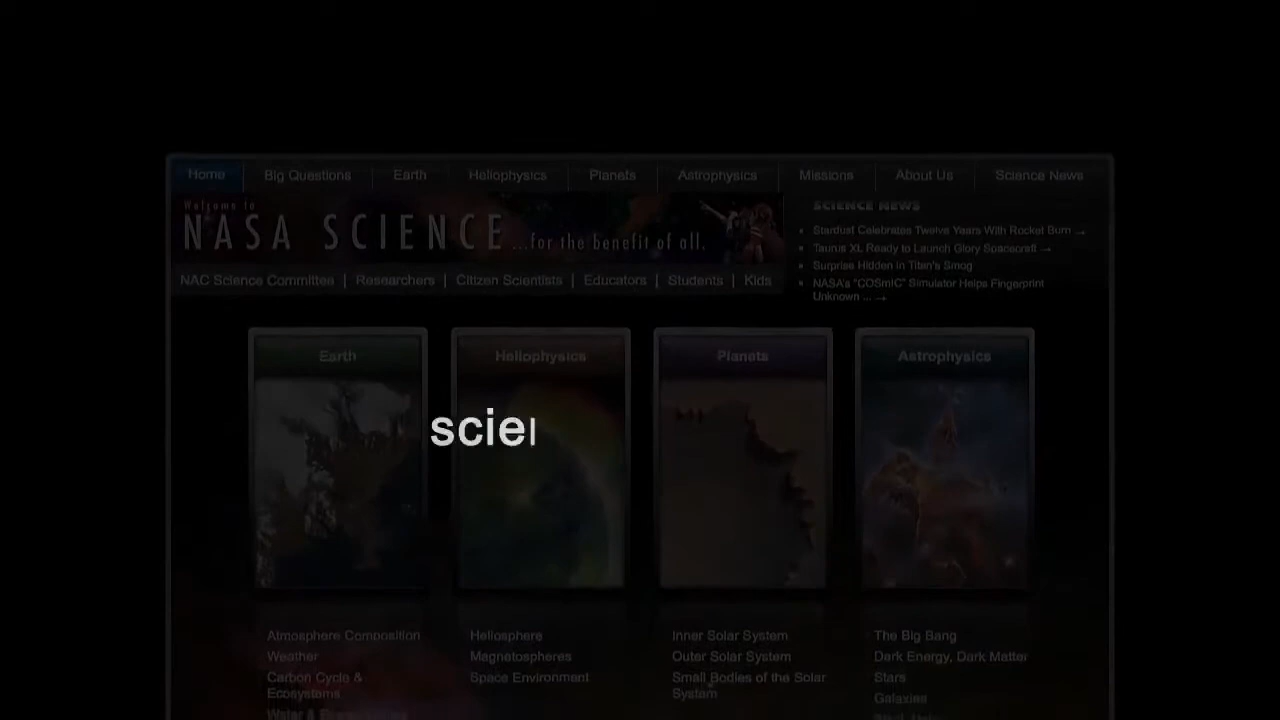 Home Big Questions Earth Heliophysics Planets Astrophysics Missions About Us Science News
Welcome to
NASA SCIENCE ...for the benefit of all.
SCIENCE NEWS
Stardust Celebrates Twelve Years With Rocket Burn →
Taurus XL Ready to Launch Glory Spacecraft →
Surprise Hidden in Titan's Smog
NASA's "COSmIC" Simulator Helps Fingerprint
Unknown ... →
NAC Science Committee | Researchers | Citizen Scientists | Educators | Students | Kids
Earth Heliophysics Planets Astrophysics
scie
Atmosphere Composition
Weather
Carbon Cycle &
Ecosystems
Heliosphere
Magnetospheres
Space Environment
Inner Solar System
Outer Solar System
Small Bodies of the Solar
System
The Big Bang
Dark Energy, Dark Matter
Stars
Galaxies